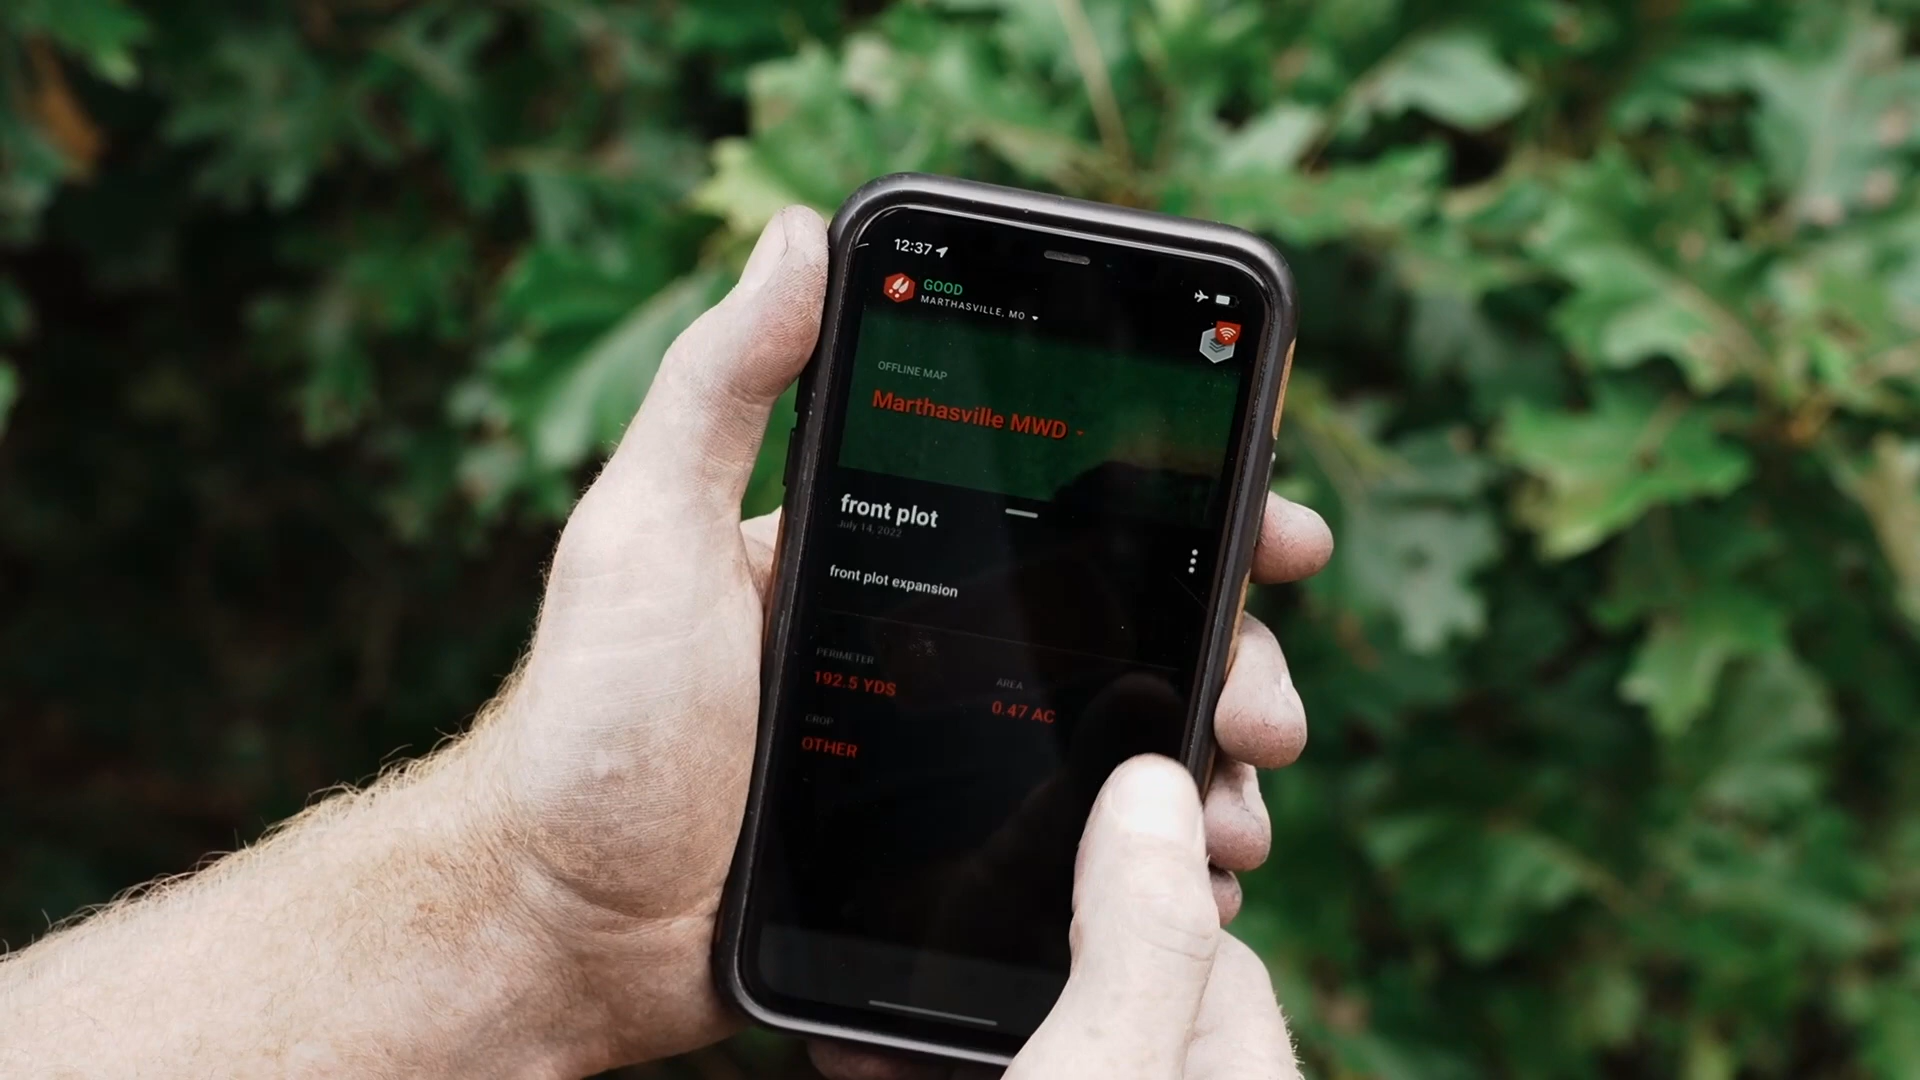 12:37
GOOD
MARTHASVILLE, MO
OFFLINE MAP
Marthasville MWD
front plot
July 14, 2022
front plot expansion
PERIMETER
192.5 YDS
AREA
0.47 AC
CROP
OTHER